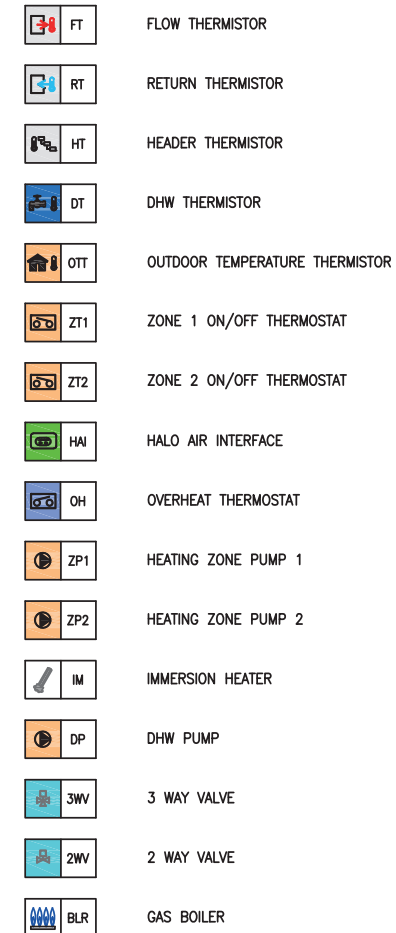 FT FLOW THERMISTOR
RT RETURN THERMISTOR
HT HEADER THERMISTOR
DT DHW THERMISTOR
OTT OUTDOOR TEMPERATURE THERMISTOR
ZT1 ZONE 1 ON/OFF THERMOSTAT
ZT2 ZONE 2 ON/OFF THERMOSTAT
HAI HALO AIR INTERFACE
OH OVERHEAT THERMOSTAT
ZP1 HEATING ZONE PUMP 1
ZP2 HEATING ZONE PUMP 2
IM IMMERSION HEATER
DP DHW PUMP
3WV 3 WAY VALVE
2WV 2 WAY VALVE
BLR GAS BOILER